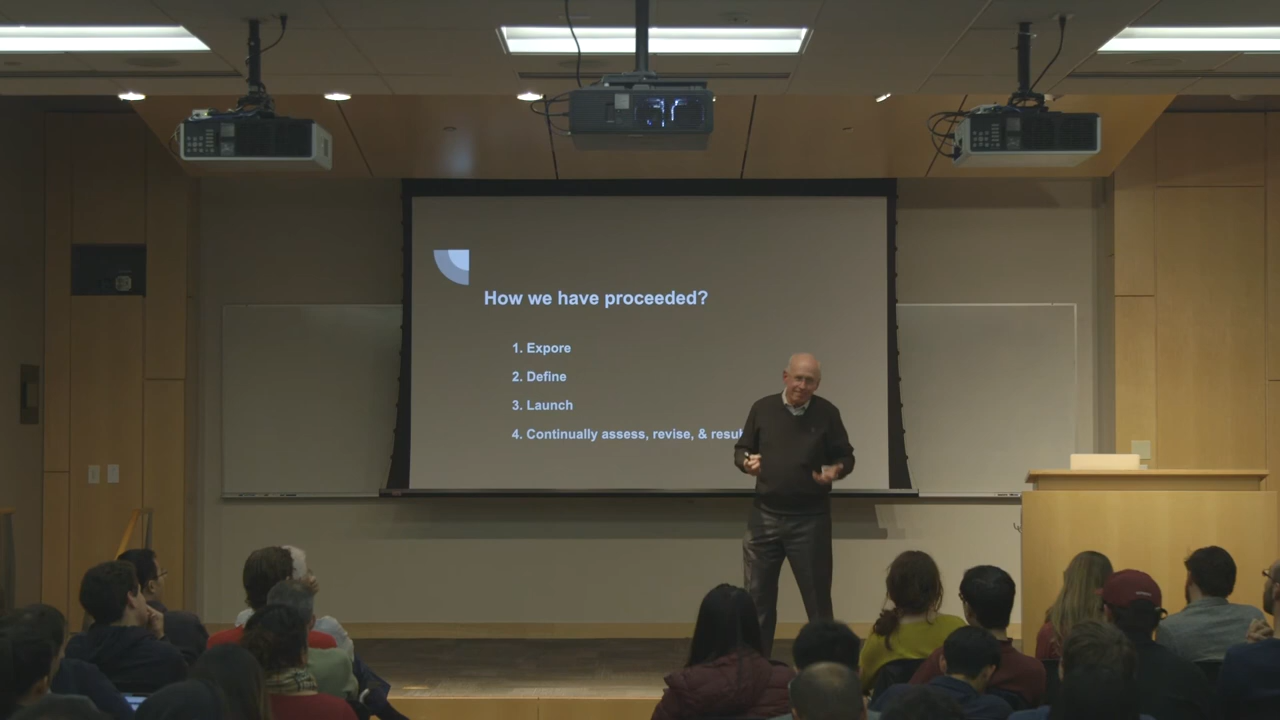 How we have proceeded?
1. Expore
2. Define
3. Launch
4. Continually assess, revise, &